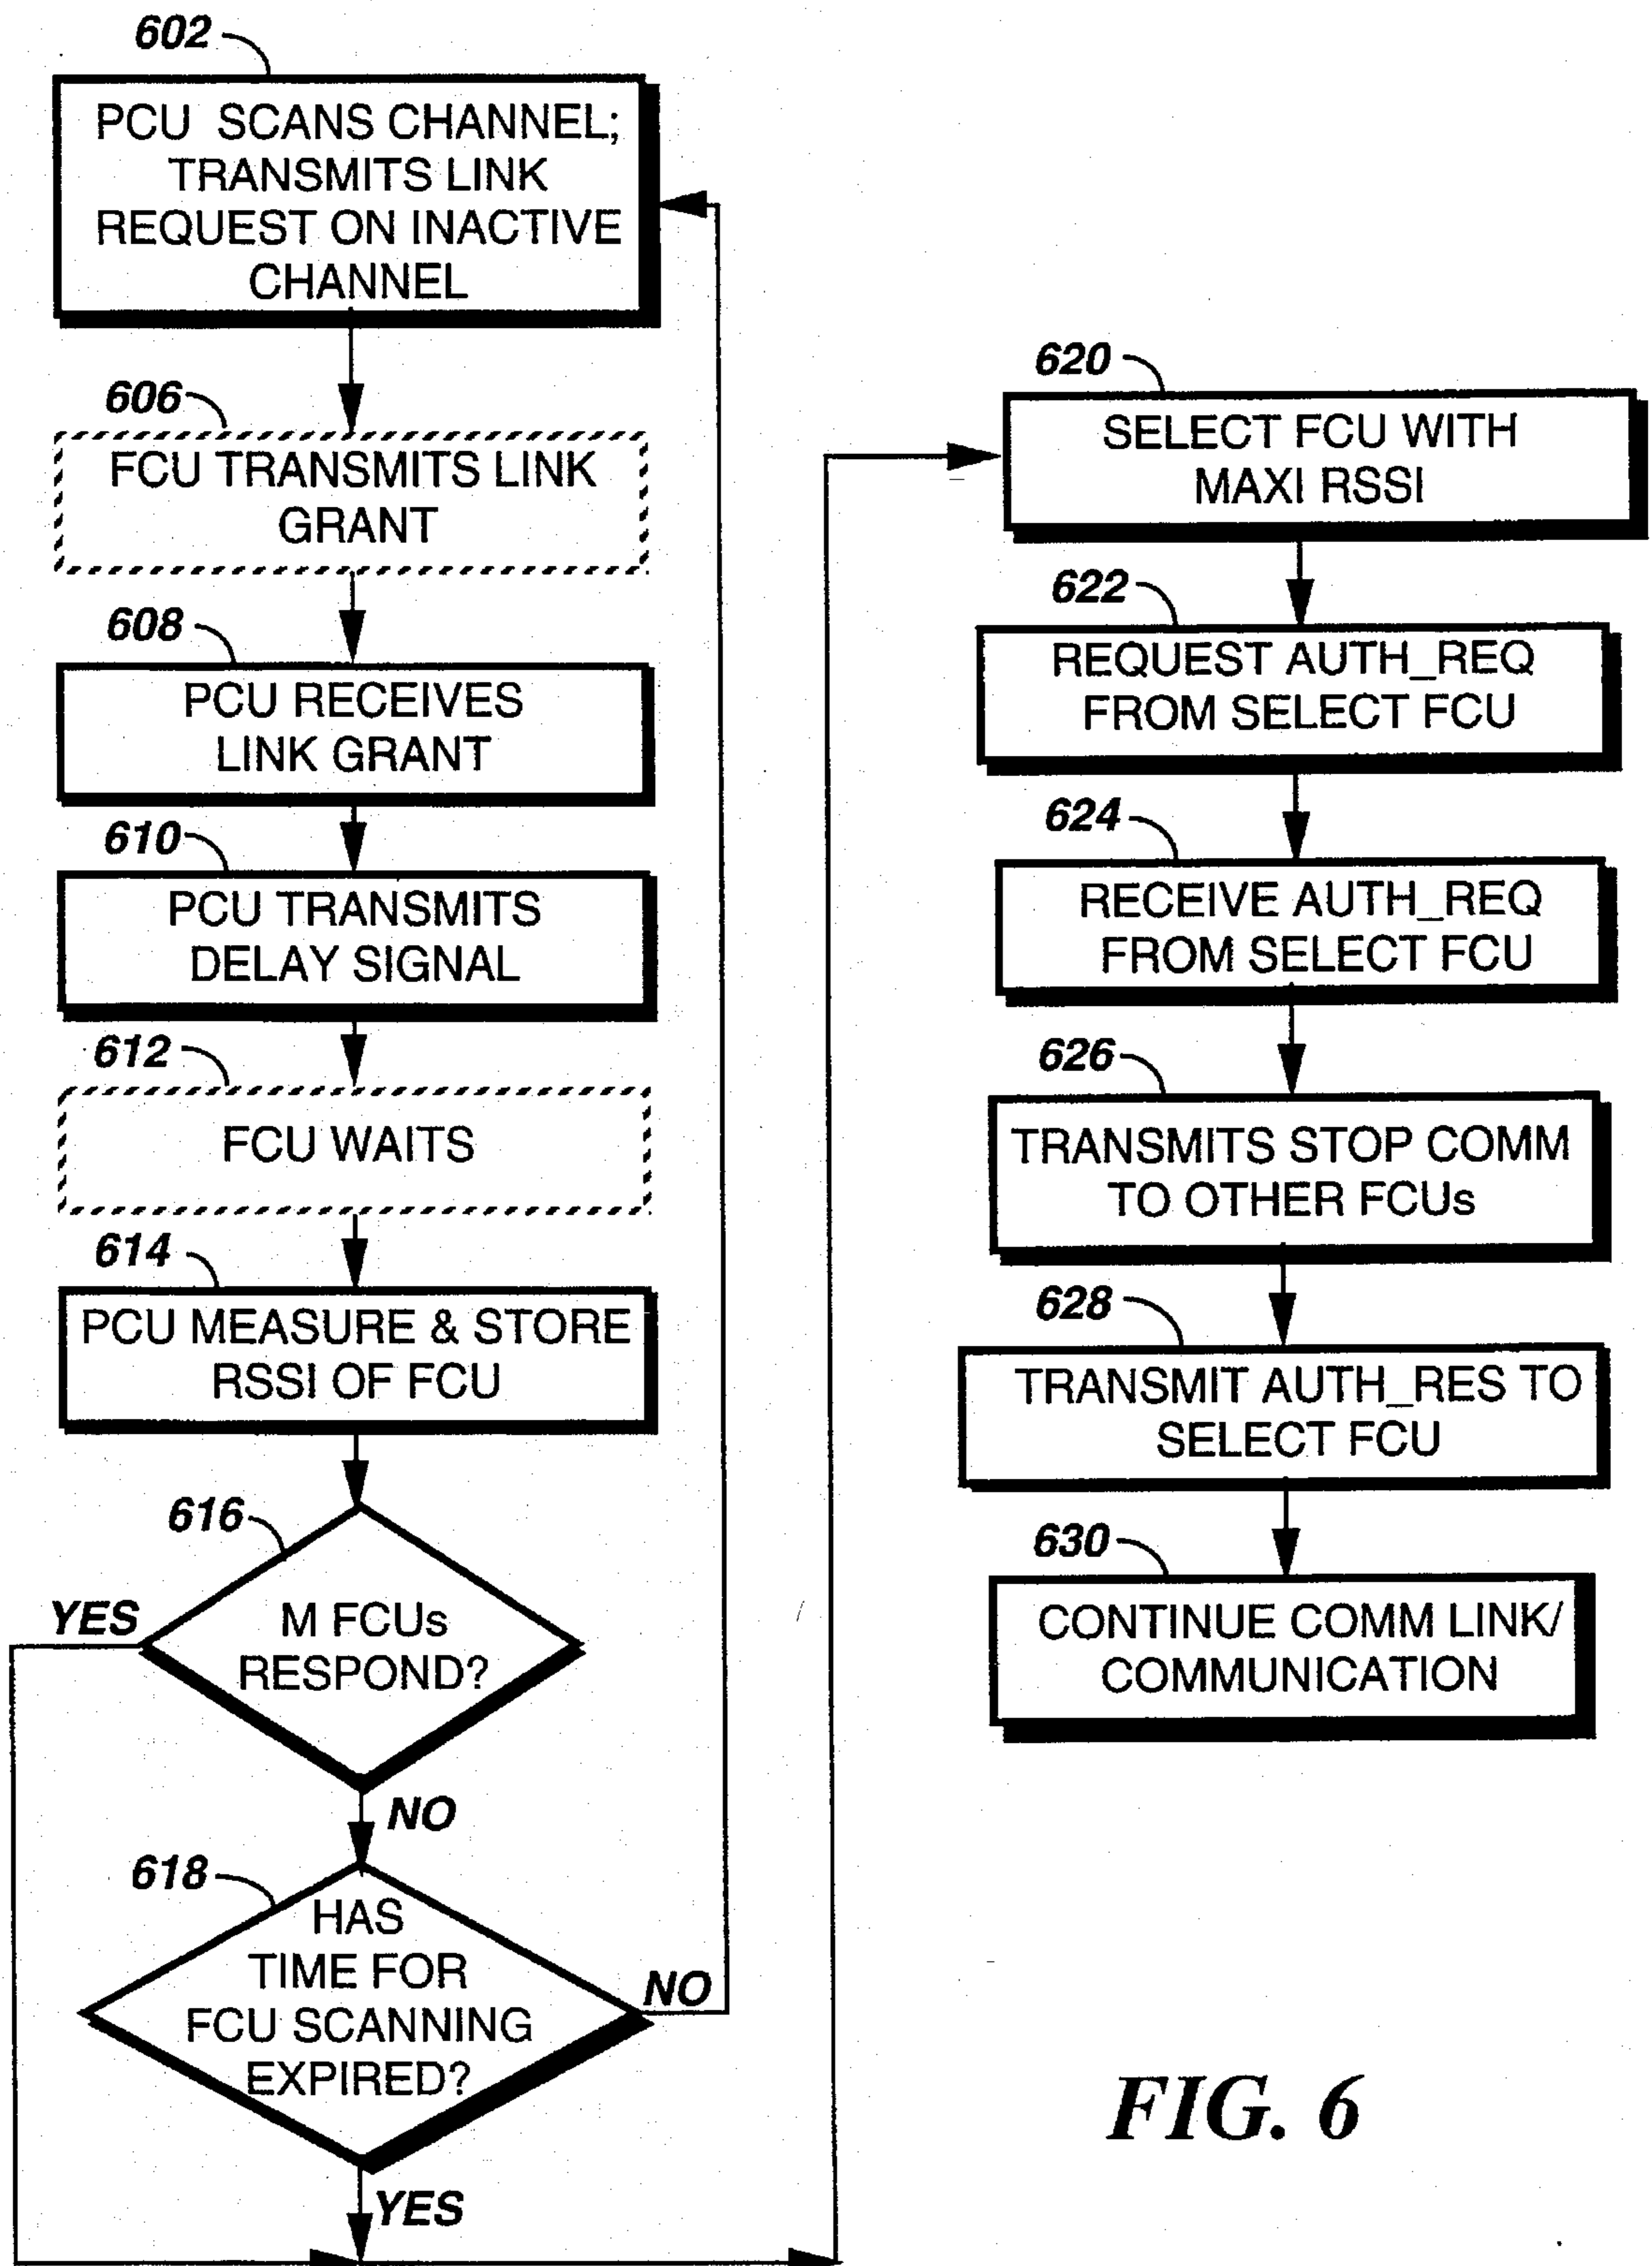 602
PCU SCANS CHANNEL;
TRANSMITS LINK
REQUEST ON INACTIVE
CHANNEL
606
FCU TRANSMITS LINK
GRANT
608
PCU RECEIVES
LINK GRANT
610
PCU TRANSMITS
DELAY SIGNAL
612
FCU WAITS
614
PCU MEASURE & STORE
RSSI OF FCU
616
YES
M FCUs
RESPOND?
NO
618
HAS
TIME FOR
FCU SCANNING
EXPIRED?
NO
YES
620
SELECT FCU WITH
MAXI RSSI
622
REQUEST AUTH_REQ
FROM SELECT FCU
624
RECEIVE AUTH_REQ
FROM SELECT FCU
626
TRANSMITS STOP COMM
TO OTHER FCUs
628
TRANSMIT AUTH_RES TO
SELECT FCU
630
CONTINUE COMM LINK/
COMMUNICATION
FIG. 6